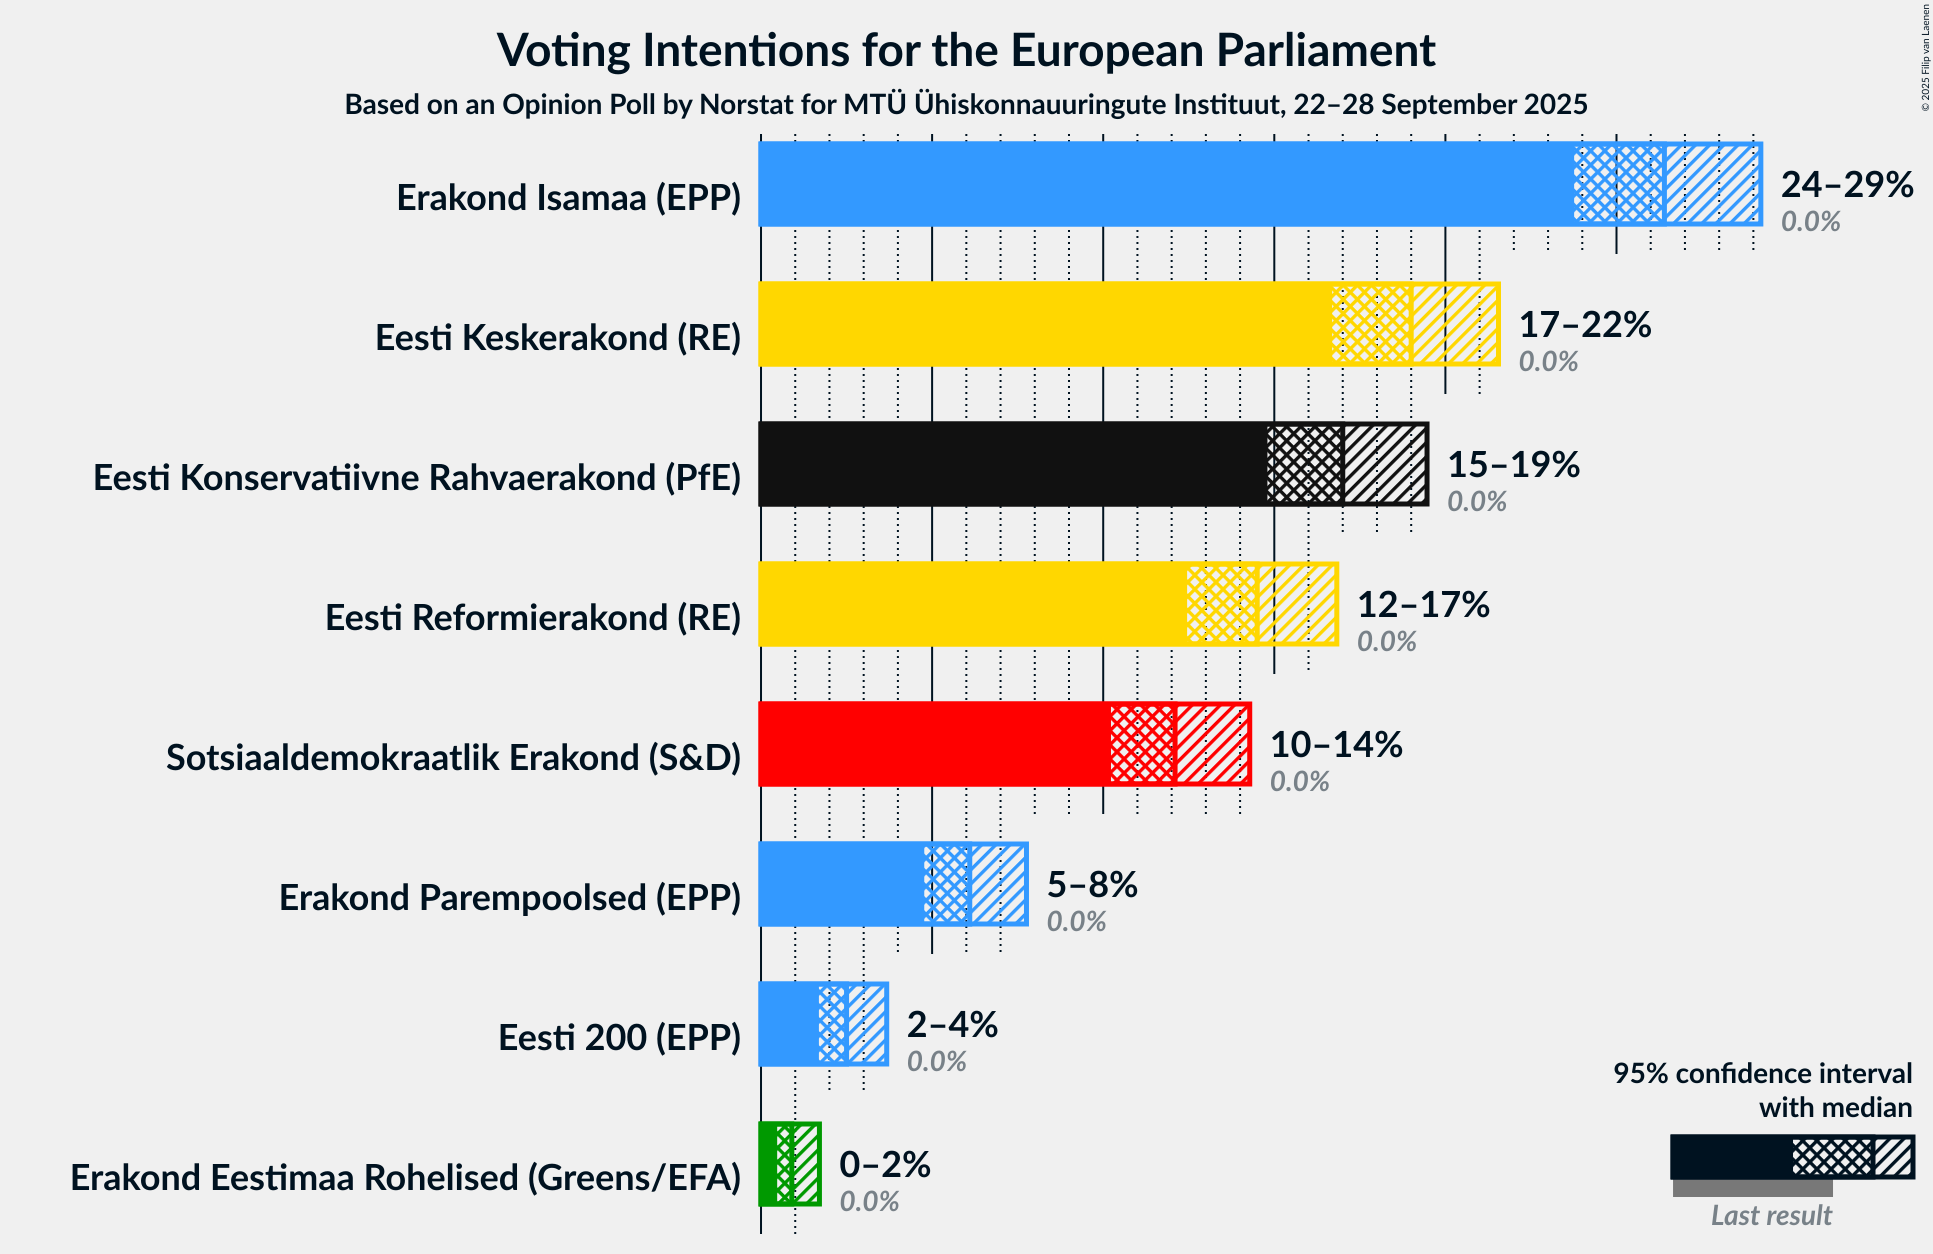 Voting Intentions for the European Parliament
Based on an Opinion Poll by Norstat for MTÜ Ühiskonnauuringute Instituut, 22–28 September 2025
© 2025 Filip van Laenen
Erakond Isamaa (EPP)
24–29%
0.0%
Eesti Keskerakond (RE)
17–22%
0.0%
Eesti Konservatiivne Rahvaerakond (PfE)
15–19%
0.0%
Eesti Reformierakond (RE)
12–17%
0.0%
Sotsiaaldemokraatlik Erakond (S&D)
10–14%
0.0%
Erakond Parempoolsed (EPP)
5–8%
0.0%
Eesti 200 (EPP)
2–4%
0.0%
Erakond Eestimaa Rohelised (Greens/EFA)
0–2%
0.0%
95% confidence interval
with median
Last result